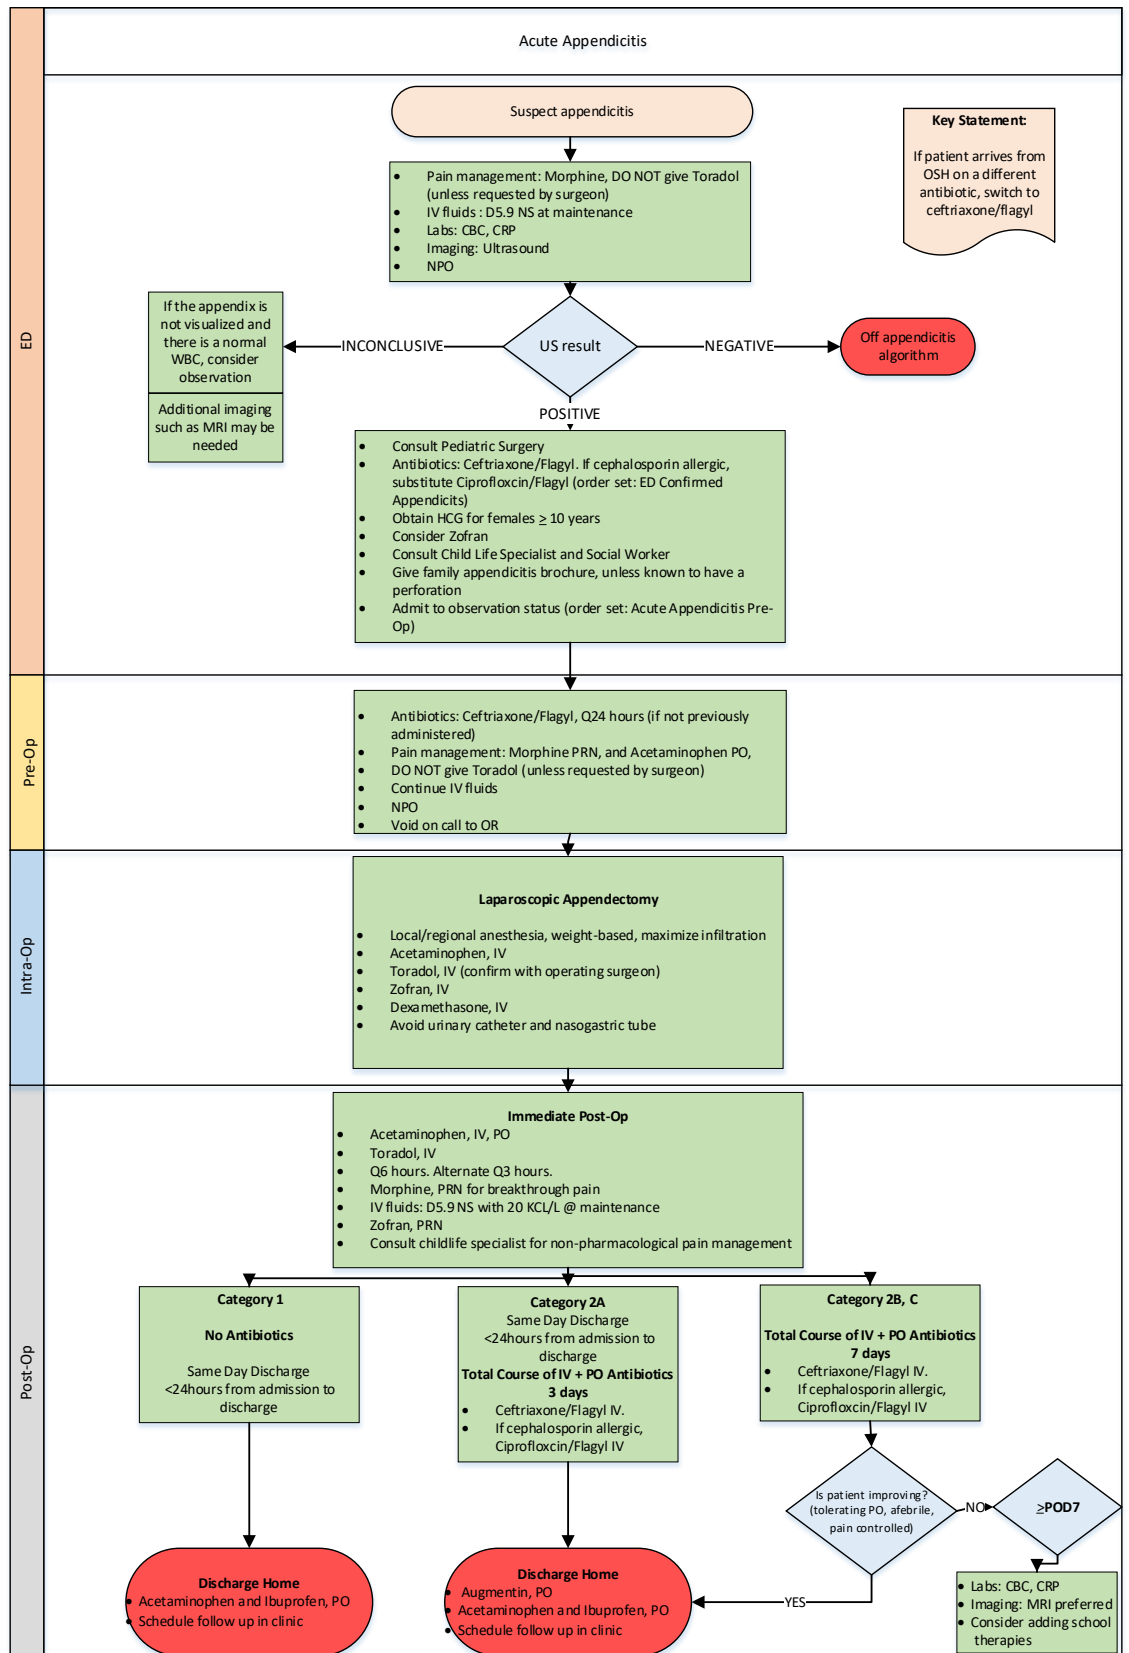 Acute Appendicitis
ED
Suspect appendicitis
Key Statement:
If patient arrives from
OSH on a different
antibiotic, switch to
ceftriaxone/flagyl
• Pain management: Morphine, DO NOT give Toradol
(unless requested by surgeon)
• IV fluids : D5.9 NS at maintenance
• Labs: CBC, CRP
• Imaging: Ultrasound
• NPO
US result
INCONCLUSIVE
If the appendix is
not visualized and
there is a normal
WBC, consider
observation
Additional imaging
such as MRI may be
needed
NEGATIVE
Off appendicitis
algorithm
POSITIVE
• Consult Pediatric Surgery
• Antibiotics: Ceftriaxone/Flagyl. If cephalosporin allergic,
substitute Ciprofloxcin/Flagyl (order set: ED Confirmed
Appendicits)
• Obtain HCG for females ≥ 10 years
• Consider Zofran
• Consult Child Life Specialist and Social Worker
• Give family appendicitis brochure, unless known to have a
perforation
• Admit to observation status (order set: Acute Appendicitis Pre-
Op)
Pre-Op
• Antibiotics: Ceftriaxone/Flagyl, Q24 hours (if not previously
administered)
• Pain management: Morphine PRN, and Acetaminophen PO,
• DO NOT give Toradol (unless requested by surgeon)
• Continue IV fluids
• NPO
• Void on call to OR
Intra-Op
Laparoscopic Appendectomy
• Local/regional anesthesia, weight-based, maximize infiltration
• Acetaminophen, IV
• Toradol, IV (confirm with operating surgeon)
• Zofran, IV
• Dexamethasone, IV
• Avoid urinary catheter and nasogastric tube
Post-Op
Immediate Post-Op
• Acetaminophen, IV, PO
• Toradol, IV
• Q6 hours. Alternate Q3 hours.
• Morphine, PRN for breakthrough pain
• IV fluids: D5.9 NS with 20 KCL/L @ maintenance
• Zofran, PRN
• Consult childlife specialist for non-pharmacological pain management
Category 1
No Antibiotics
Same Day Discharge
<24hours from admission to
discharge
Category 2A
Same Day Discharge
<24hours from admission to
discharge
Total Course of IV + PO Antibiotics
3 days
• Ceftriaxone/Flagyl IV.
• If cephalosporin allergic,
Ciprofloxcin/Flagyl IV
Category 2B, C
Total Course of IV + PO Antibiotics
7 days
• Ceftriaxone/Flagyl IV.
• If cephalosporin allergic,
Ciprofloxcin/Flagyl IV
Is patient improving?
(tolerating PO, afebrile,
pain controlled)
NO
≥POD7
• Labs: CBC, CRP
• Imaging: MRI preferred
• Consider adding school
therapies
YES
Discharge Home
• Acetaminophen and Ibuprofen, PO
• Schedule follow up in clinic
Discharge Home
• Augmentin, PO
• Acetaminophen and Ibuprofen, PO
• Schedule follow up in clinic